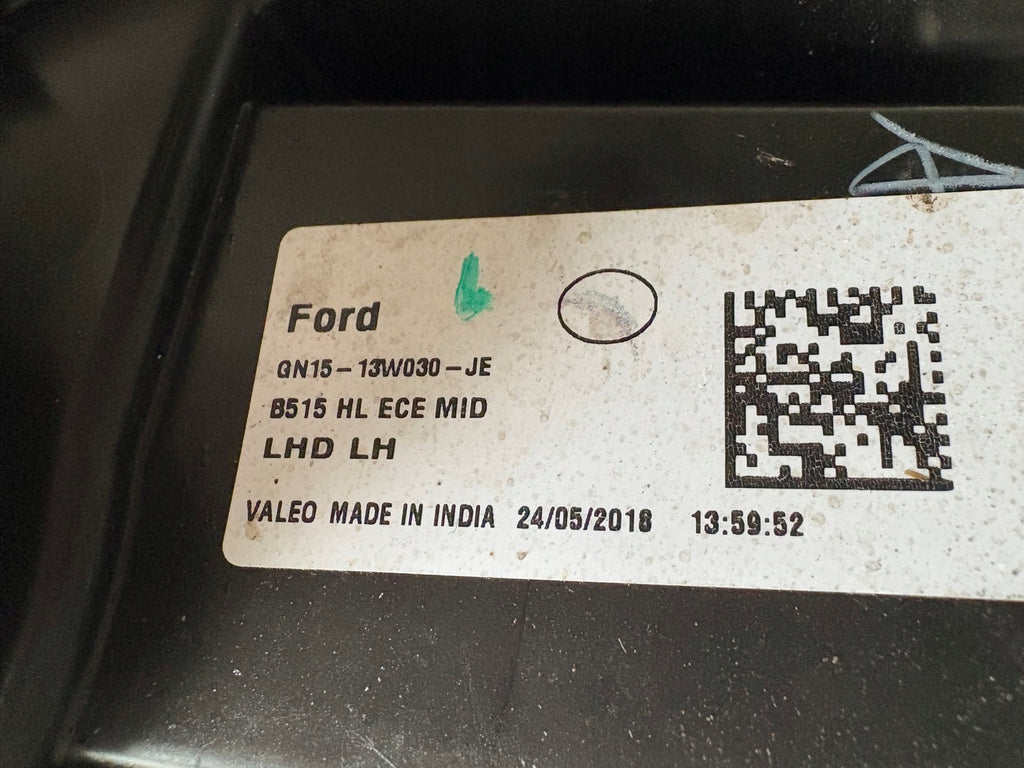 Ford
GN15-13W030-JE
B515 HL ECE MID
LHD LH
VALEO MADE IN INDIA 24/05/2018 13:59:52